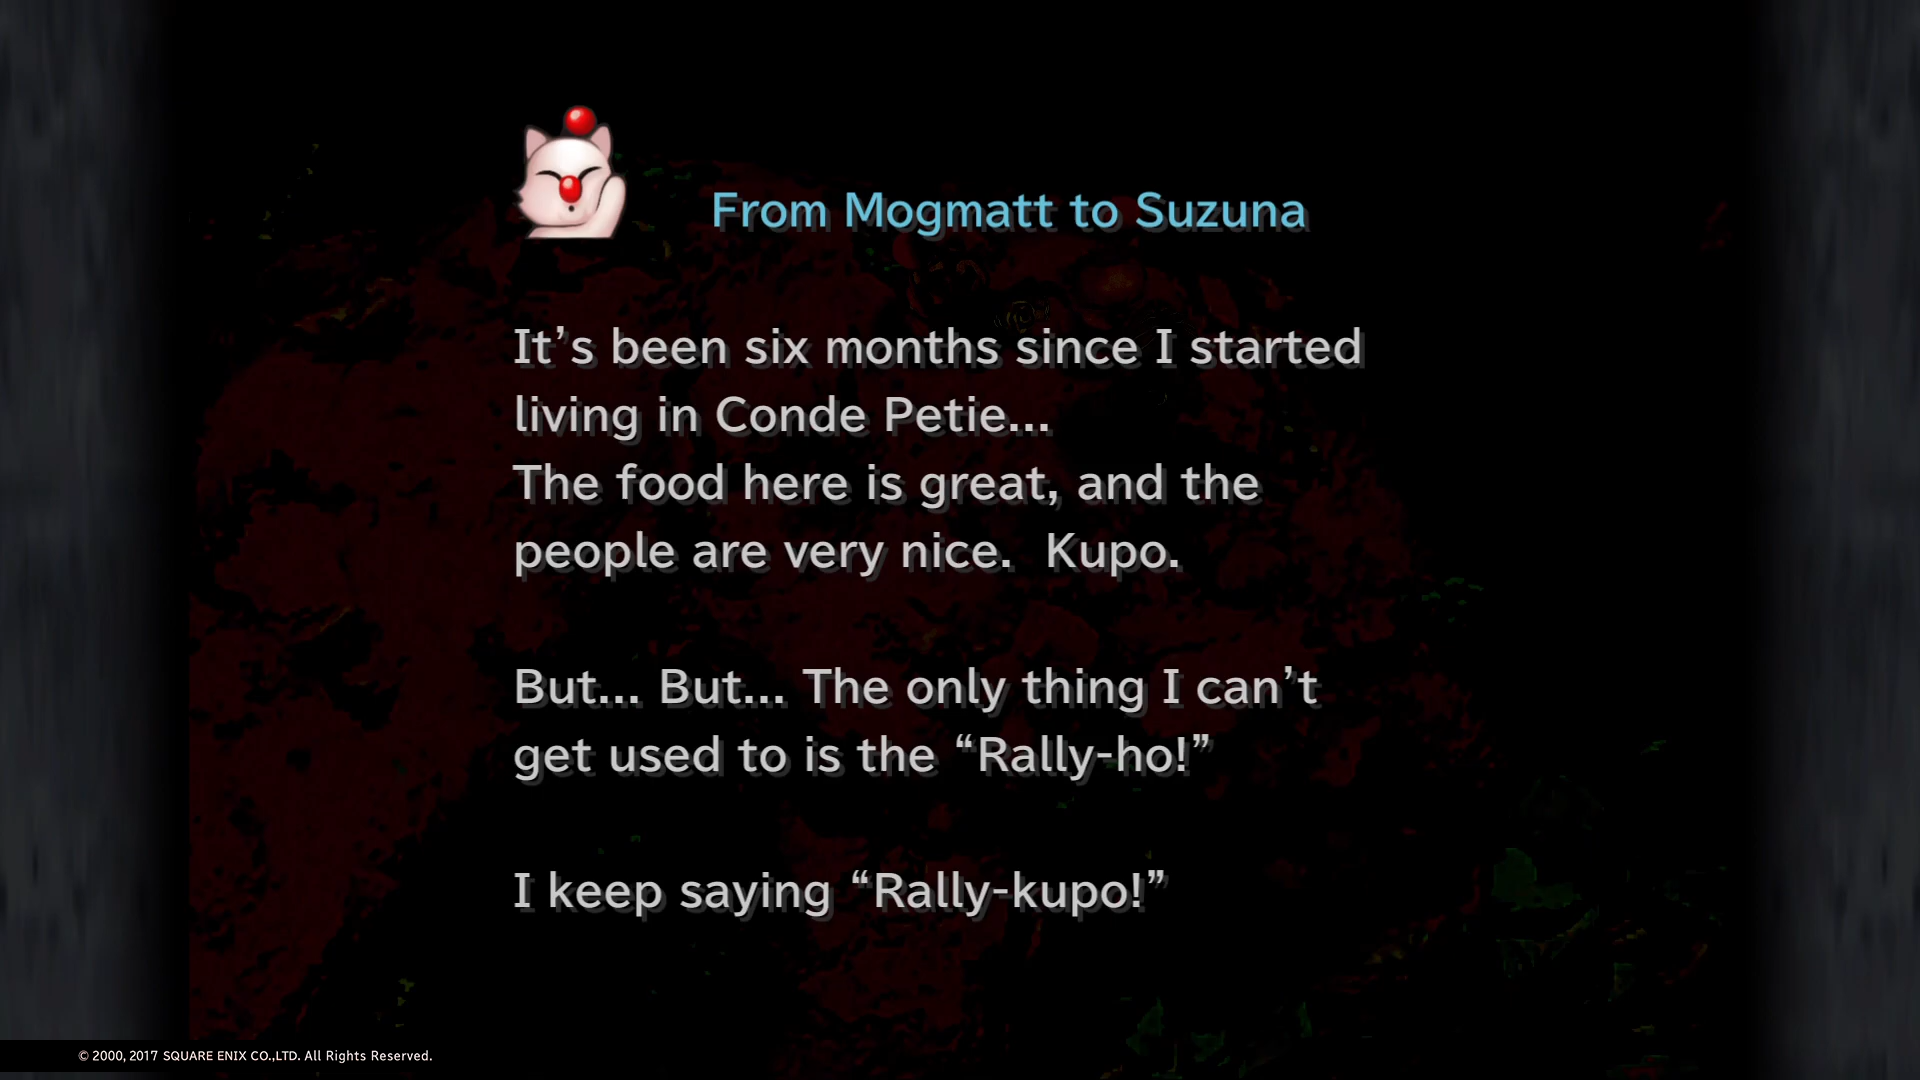 From Mogmatt to Suzuna
It’s been six months since I started
living in Conde Petie...
The food here is great, and the
people are very nice.  Kupo.
But... But... The only thing I can’t
get used to is the “Rally-ho!”
I keep saying “Rally-kupo!”
© 2000, 2017 SQUARE ENIX CO.,LTD. All Rights Reserved.